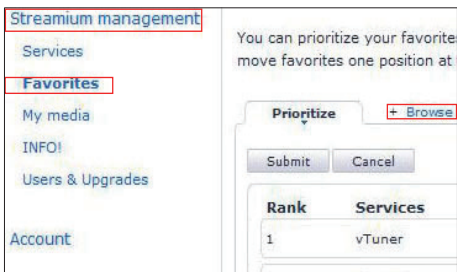 Streamium management
Services
Favorites
My media
INFO!
Users & Upgrades
Account
You can prioritize your favorites
move favorites one position at
Prioritize
+ Browse
Submit
Cancel
Rank
Services
1
vTuner